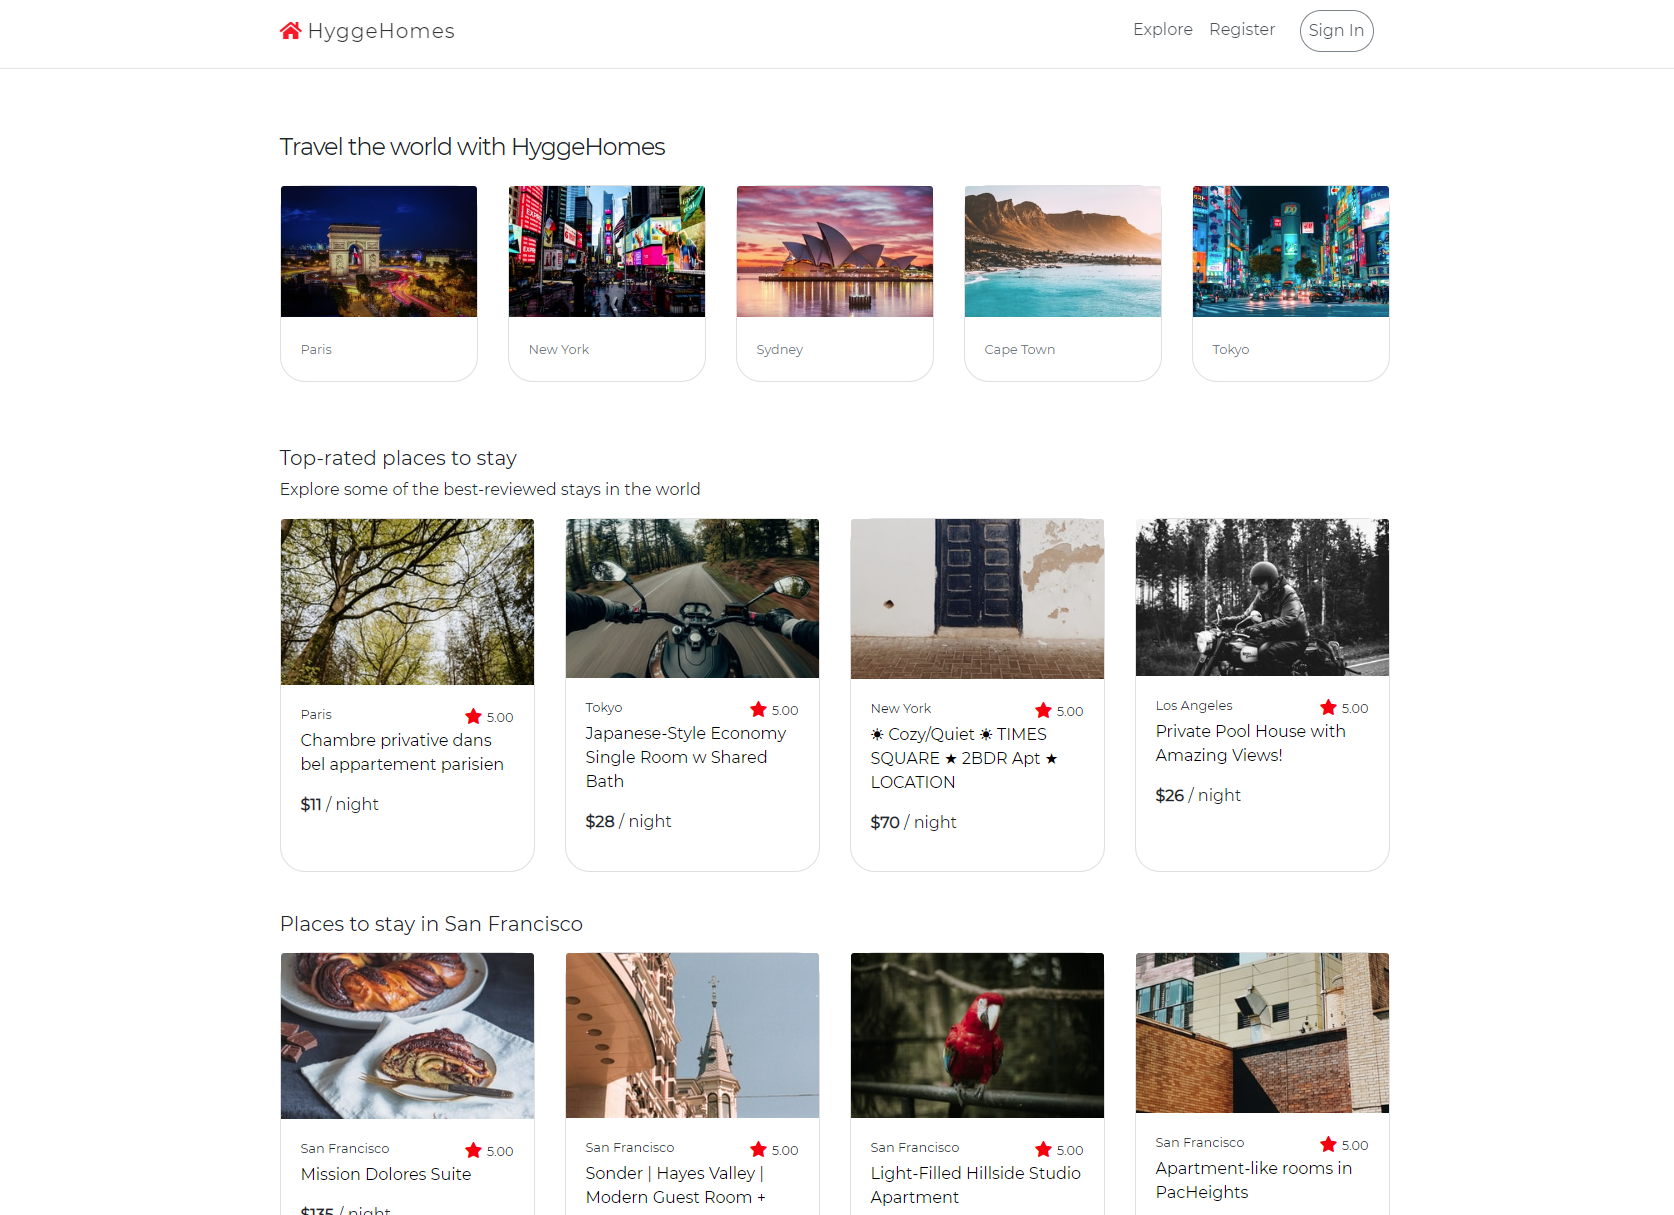 HyggeHomes
Explore Register Sign In
Travel the world with HyggeHomes
Paris
New York
Sydney
Cape Town
Tokyo
Top-rated places to stay
Explore some of the best-reviewed stays in the world
Paris ★ 5.00
Chambre privative dans
bel appartement parisien
$11 / night
Tokyo ★ 5.00
Japanese-Style Economy
Single Room w Shared
Bath
$28 / night
New York ★ 5.00
☀ Cozy/Quiet ☀ TIMES
SQUARE ★ 2BDR Apt ★
LOCATION
$70 / night
Los Angeles ★ 5.00
Private Pool House with
Amazing Views!
$26 / night
Places to stay in San Francisco
San Francisco ★ 5.00
Mission Dolores Suite
$135 / night
San Francisco ★ 5.00
Sonder | Hayes Valley |
Modern Guest Room +
San Francisco ★ 5.00
Light-Filled Hillside Studio
Apartment
San Francisco ★ 5.00
Apartment-like rooms in
PacHeights